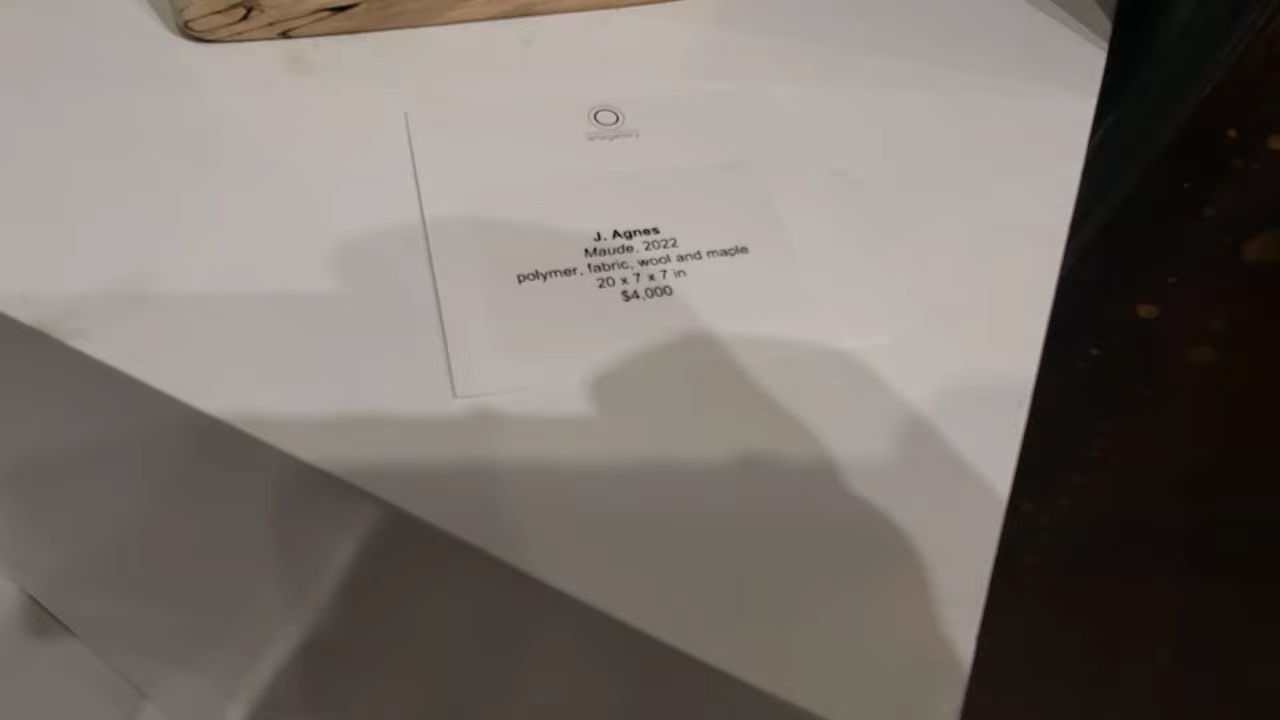 J. Agnes
Maude, 2022
polymer, fabric, wool and maple
20 x 7 x 7 in
$4,000